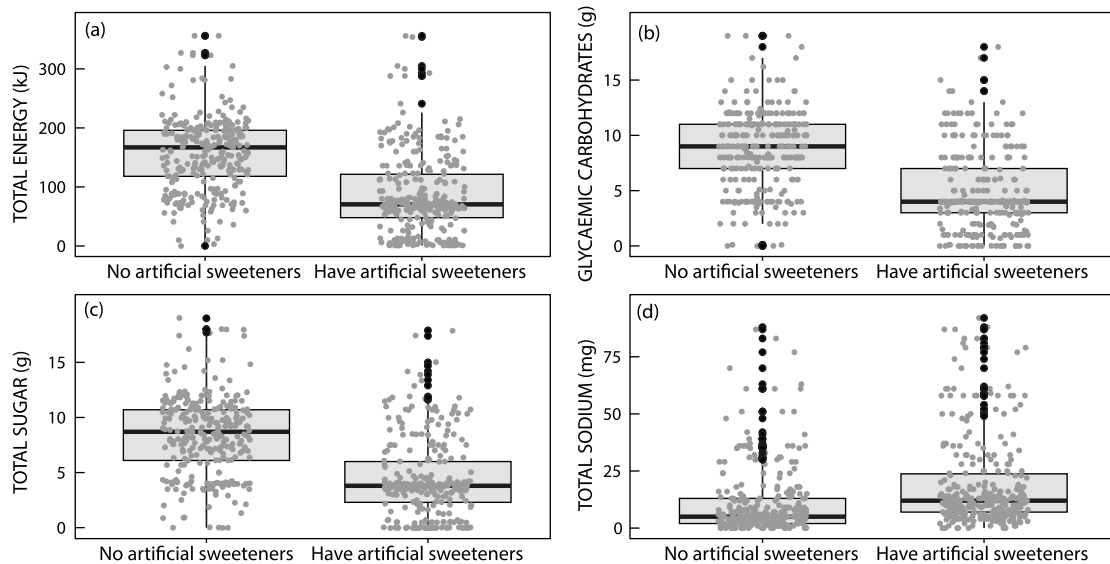 (a)
TOTAL ENERGY (kJ)
300
200
100
0
No artificial sweeteners Have artificial sweeteners
(b)
GLYCAEMIC CARBOHYDRATES (g)
15
10
5
0
No artificial sweeteners Have artificial sweeteners
(c)
TOTAL SUGAR (g)
15
10
5
0
No artificial sweeteners Have artificial sweeteners
(d)
TOTAL SODIUM (mg)
75
50
25
0
No artificial sweeteners Have artificial sweeteners